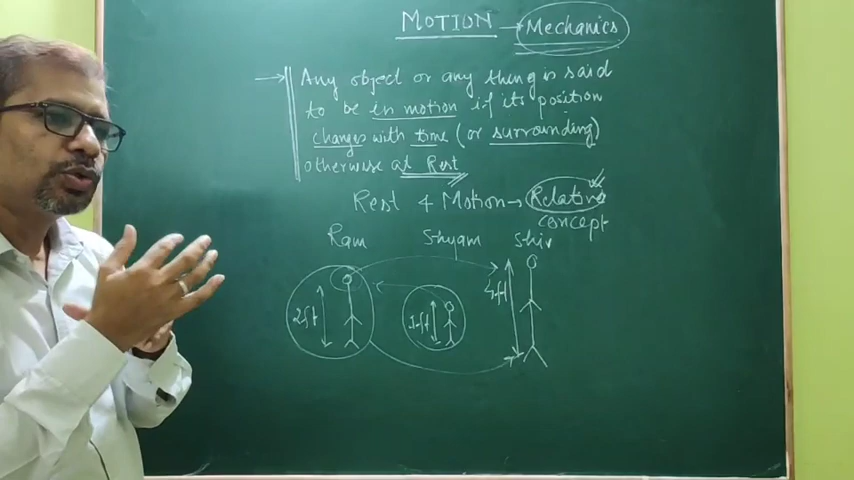 MOTION → Mechanics
→ Any object or any thing is said
to be in motion if its position
changes with time (or surrounding)
otherwise at Rest
Rest & Motion → Relative
concept
Ram Shyam Shiv
2ft 1ft 4ft